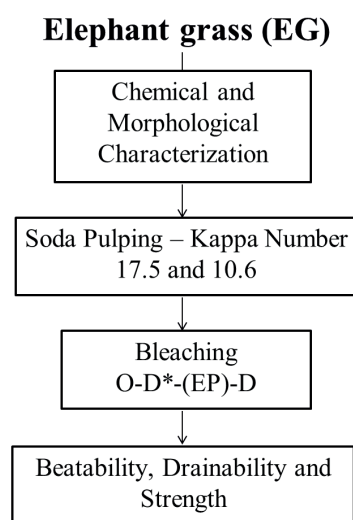 Elephant grass (EG)
Chemical and
Morphological
Characterization
Soda Pulping – Kappa Number
17.5 and 10.6
Bleaching
O-D*-(EP)-D
Beatability, Drainability and
Strength